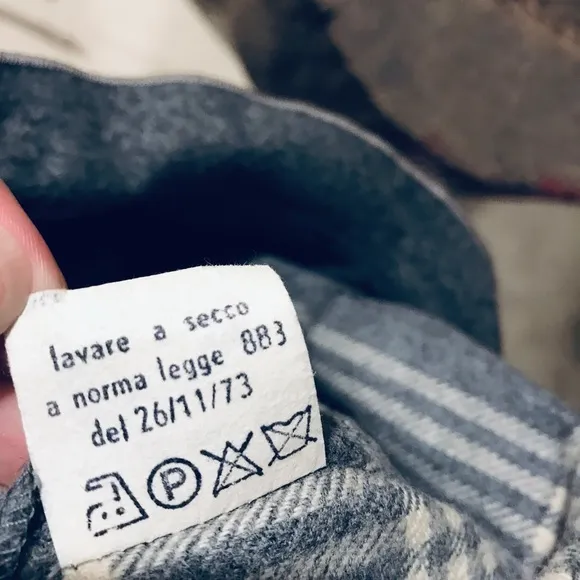 lavare a secco
a norma legge 883
del 26/11/73
P